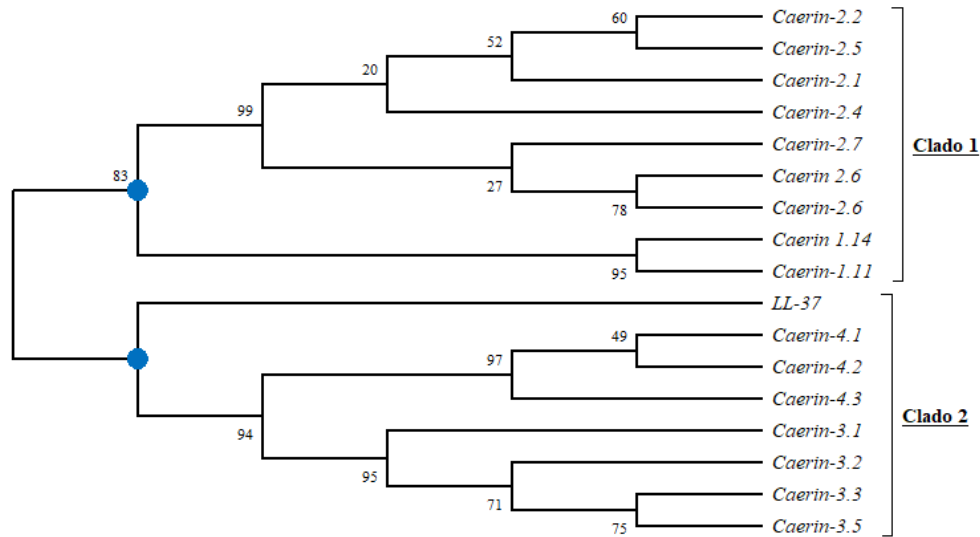 60
Caerin-2.2
52
Caerin-2.5
20
Caerin-2.1
99
Caerin-2.4
Caerin-2.7
Clado 1
83
27
Caerin 2.6
78
Caerin-2.6
Caerin 1.14
95
Caerin-1.11
LL-37
49
Caerin-4.1
97
Caerin-4.2
Caerin-4.3
Clado 2
94
Caerin-3.1
95
Caerin-3.2
71
Caerin-3.3
75
Caerin-3.5